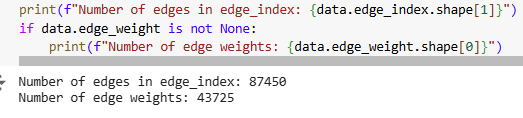 print(f"Number of edges in edge_index: {data.edge_index.shape[1]}")
if data.edge_weight is not None:
    print(f"Number of edge weights: {data.edge_weight.shape[0]}")
Number of edges in edge_index: 87450
Number of edge weights: 43725